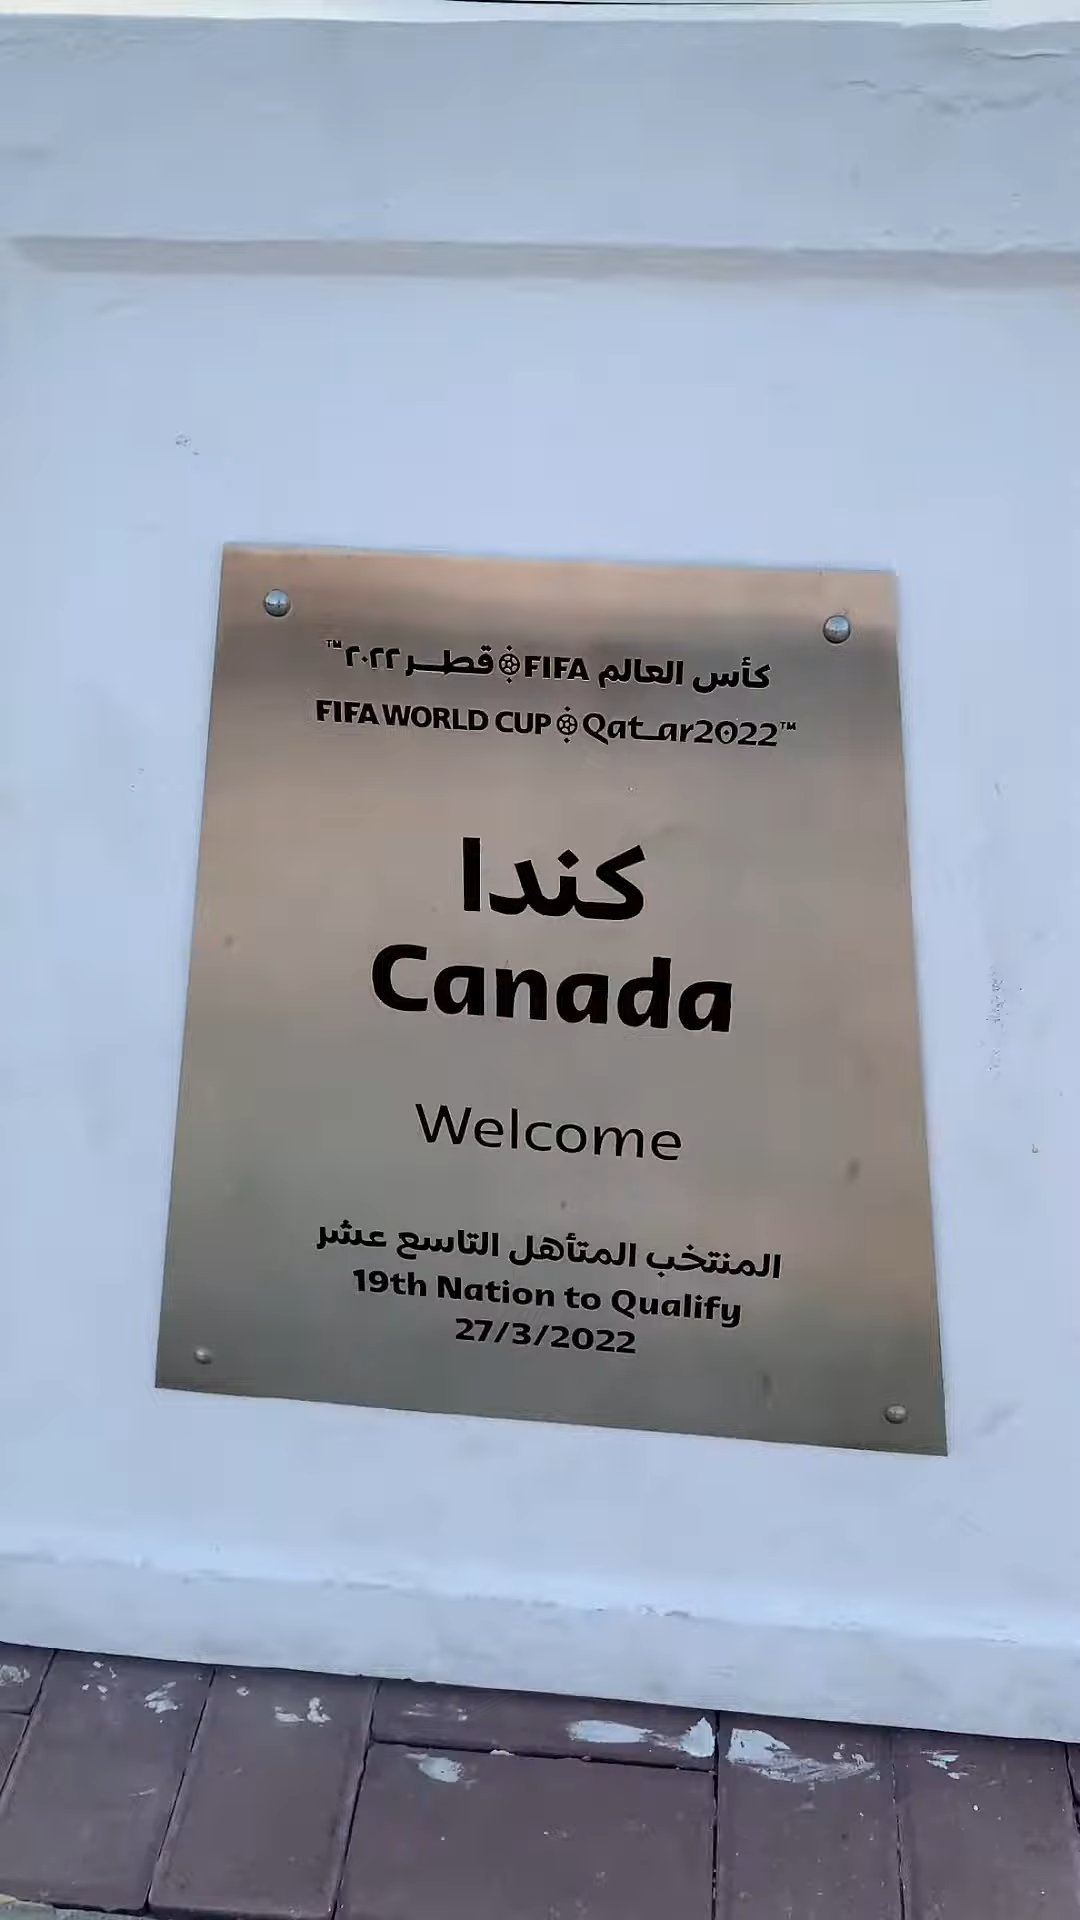 كأس العالم FIFA قطر ٢٠٢٢™
FIFA WORLD CUP Qatar2022™
كندا
Canada
Welcome
المنتخب المتأهل التاسع عشر
19th Nation to Qualify
27/3/2022